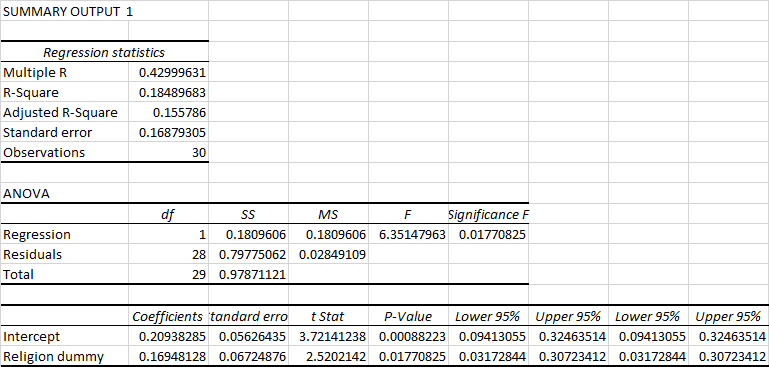 SUMMARY OUTPUT 1
Regression statistics
Multiple R 0.42999631
R-Square 0.18489683
Adjusted R-Square 0.155786
Standard error 0.16879305
Observations 30
ANOVA
df SS MS F Significance F
Regression 1 0.1809606 0.1809606 6.35147963 0.01770825
Residuals 28 0.79775062 0.02849109
Total 29 0.97871121
Coefficients tandard erro t Stat P-Value Lower 95% Upper 95% Lower 95% Upper 95%
Intercept 0.20938285 0.05626435 3.72141238 0.00088223 0.09413055 0.32463514 0.09413055 0.32463514
Religion dummy 0.16948128 0.06724876 2.5202142 0.01770825 0.03172844 0.30723412 0.03172844 0.30723412